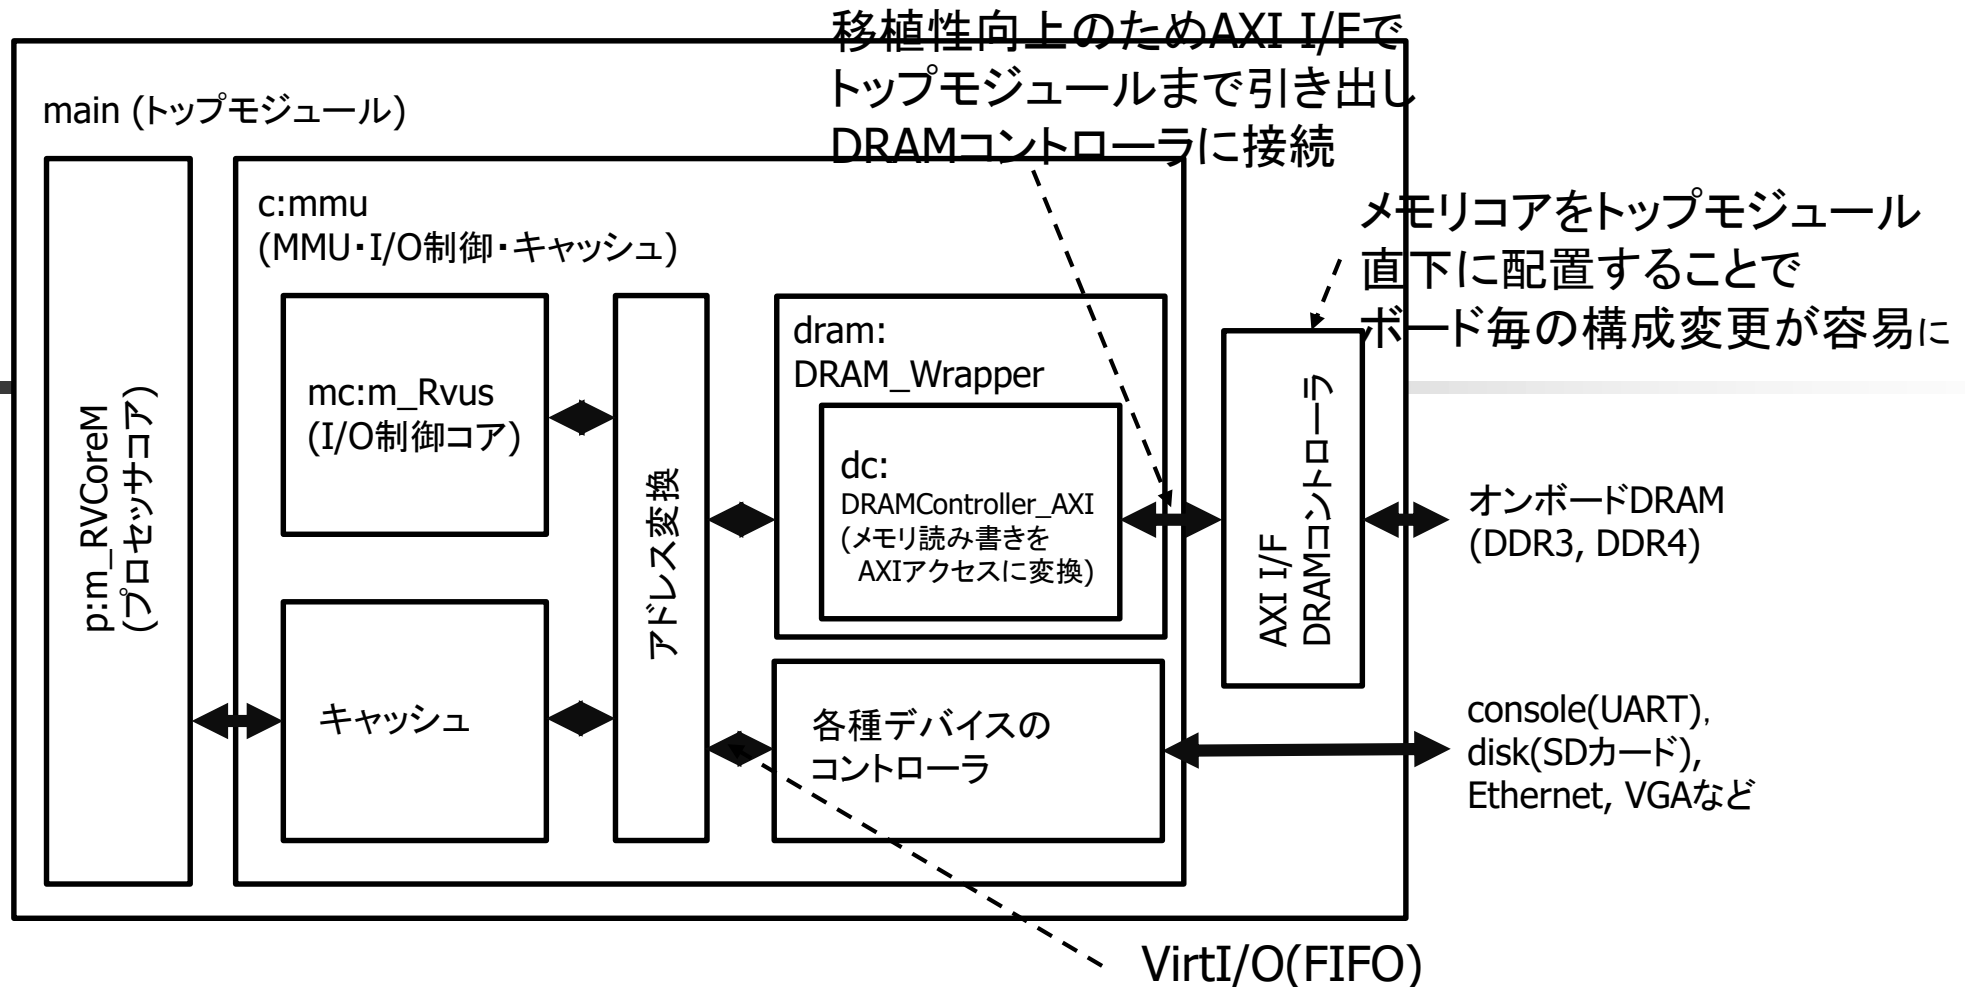 移植性向上のためAXI I/Fで
トップモジュールまで引き出し
DRAMコントローラに接続
main (トップモジュール)
メモリコアをトップモジュール
直下に配置することで
ボード毎の構成変更が容易に
p:m_RVCoreM
(プロセッサコア)
c:mmu
(MMU・I/O制御・キャッシュ)
mc:m_Rvus
(I/O制御コア)
キャッシュ
アドレス変換
dram:
DRAM_Wrapper
dc:
DRAMController_AXI
(メモリ読み書きを
AXIアクセスに変換)
各種デバイスの
コントローラ
AXI I/F
DRAMコントローラ
オンボードDRAM
(DDR3, DDR4)
console(UART),
disk(SDカード),
Ethernet, VGAなど
VirtI/O(FIFO)